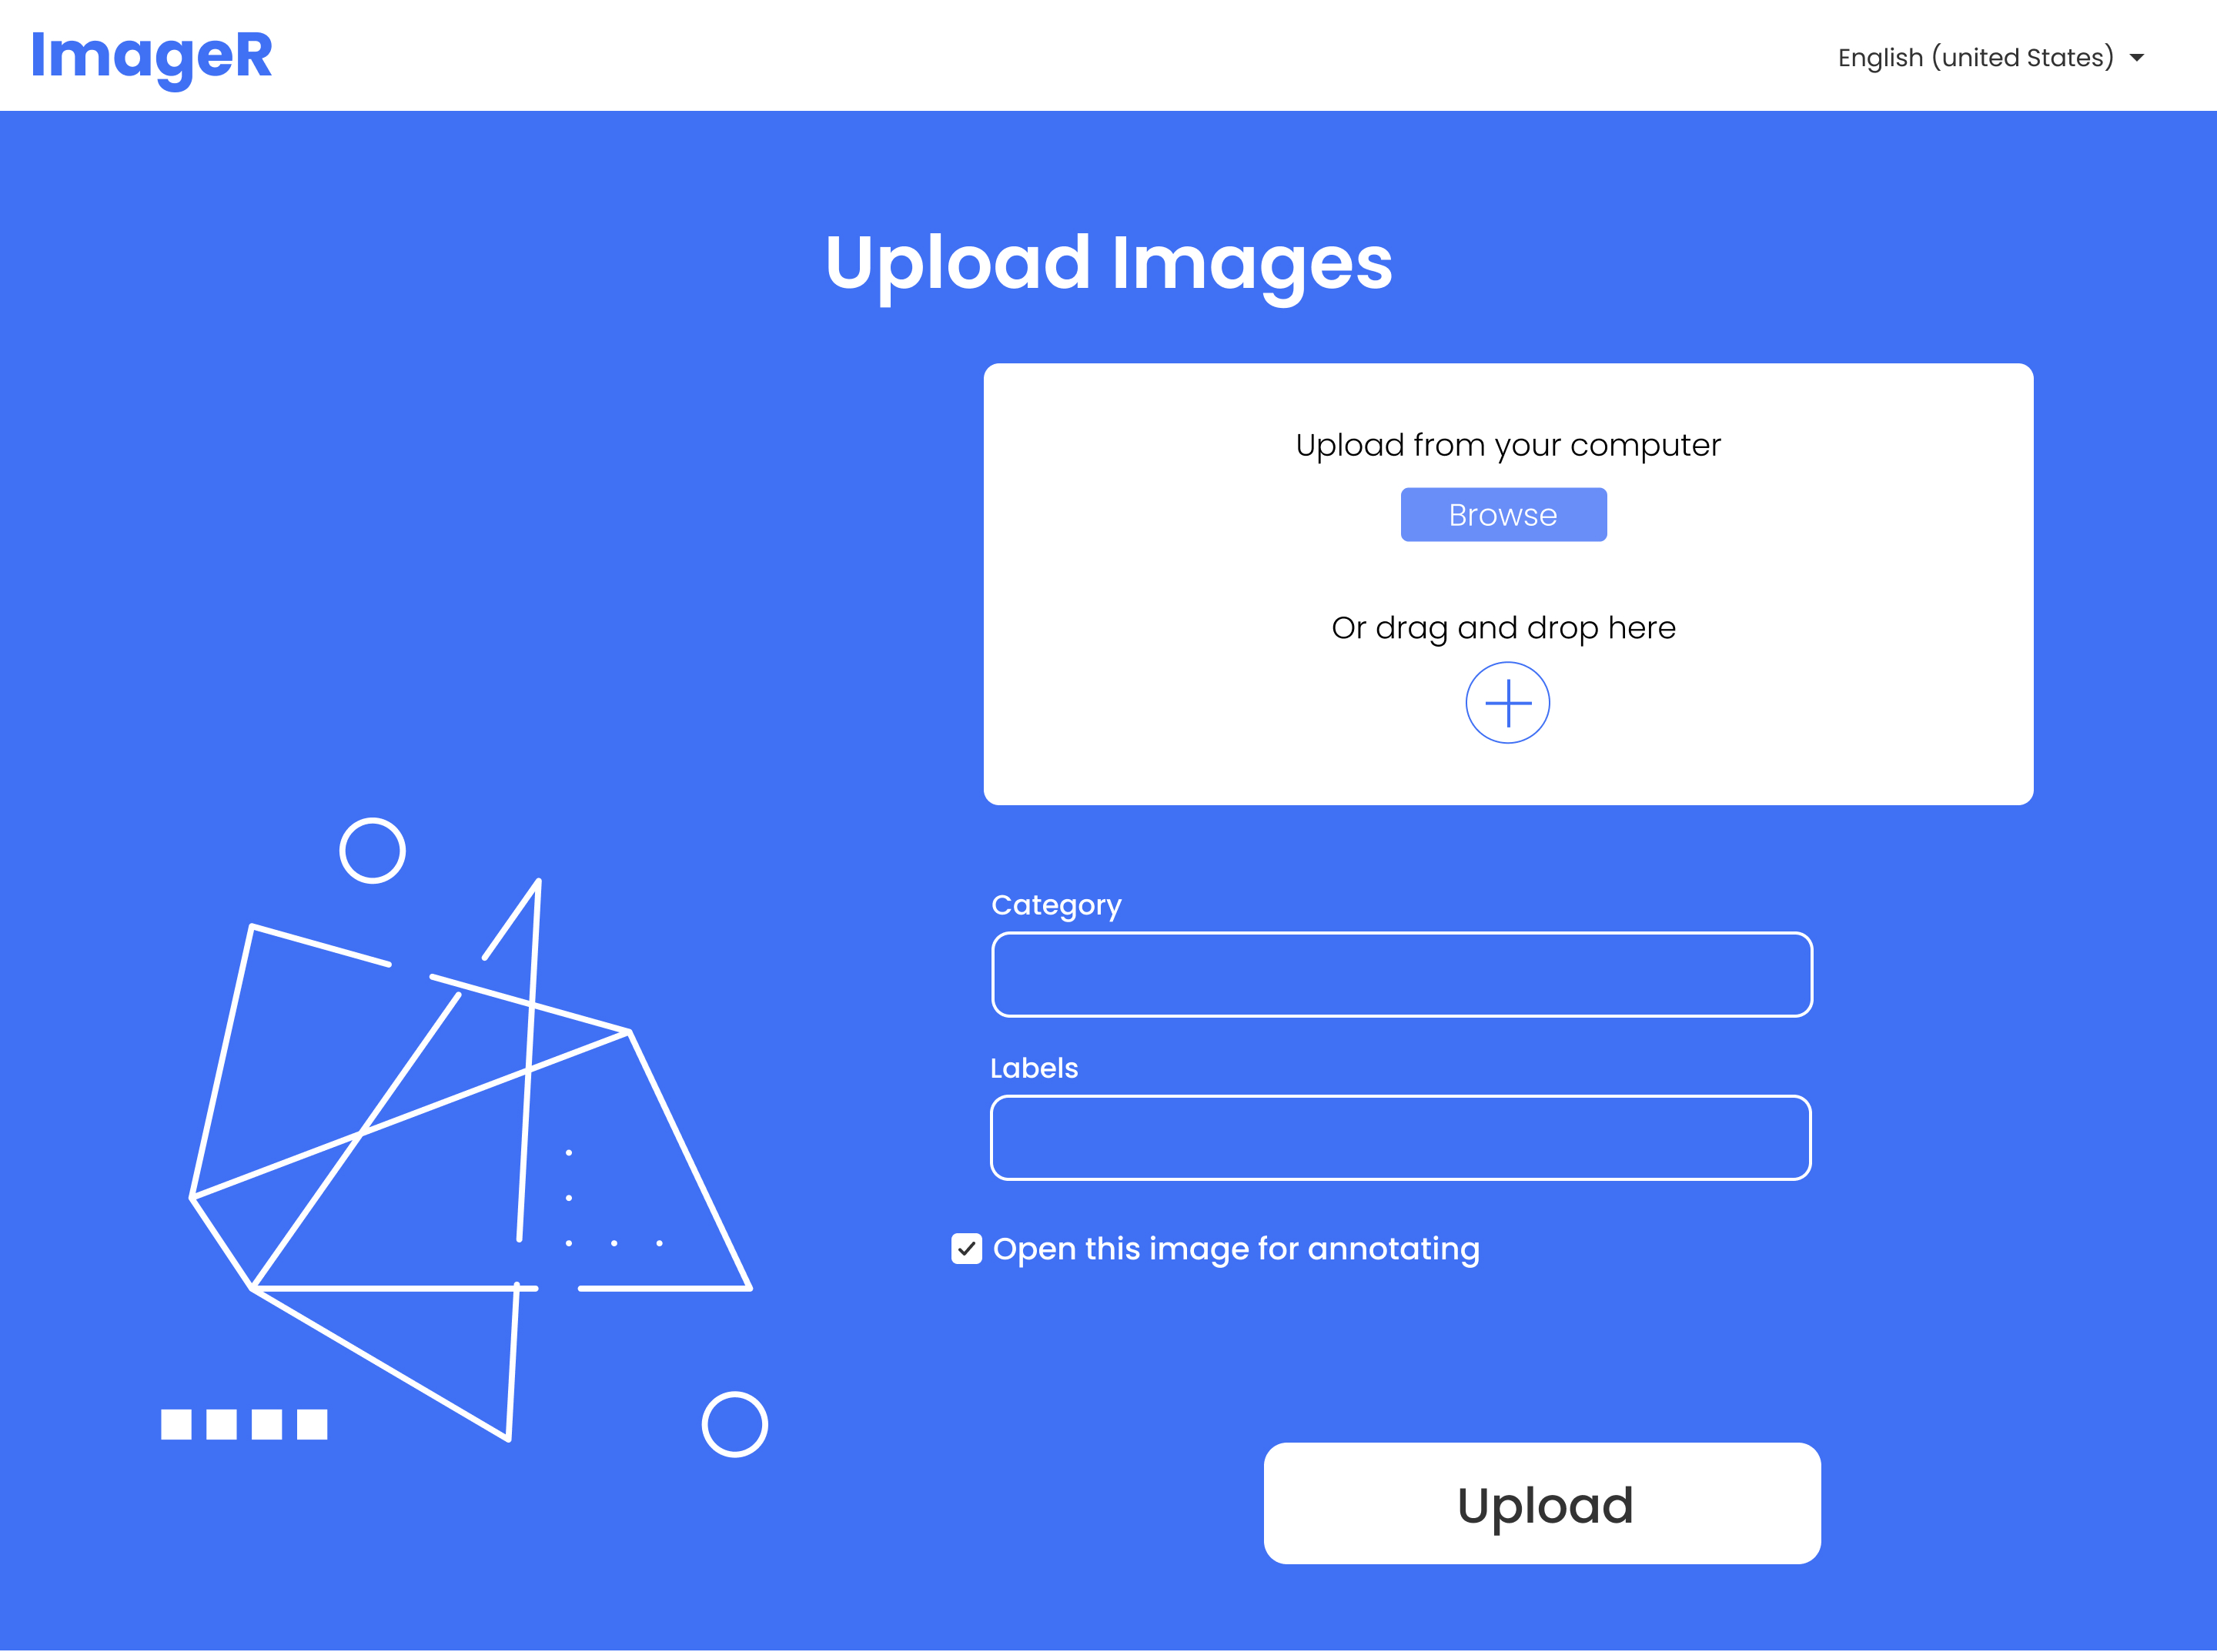 ImageR
English (united States)
Upload Images
Upload from your computer
Browse
Or drag and drop here
Category
Labels
Open this image for annotating
Upload